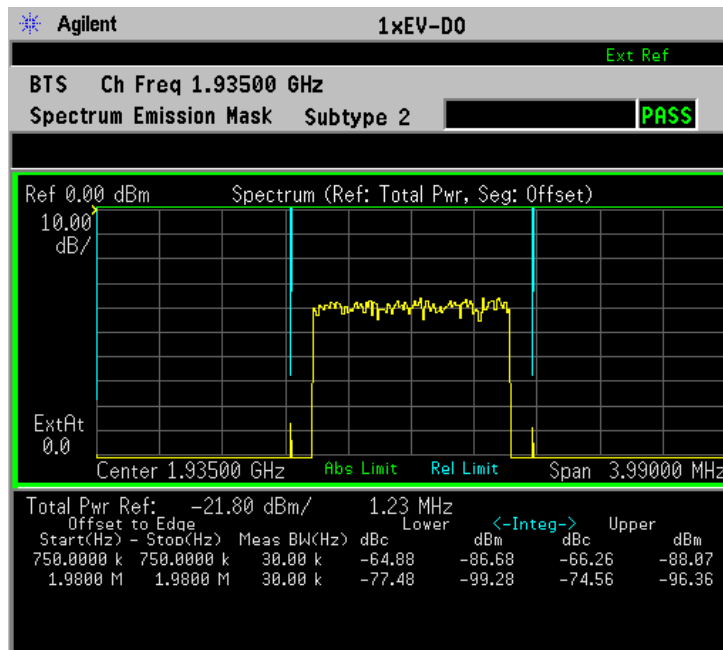 Agilent 1xEV-DO
Ext Ref
BTS Ch Freq 1.93500 GHz
Spectrum Emission Mask Subtype 2 PASS
Ref 0.00 dBm Spectrum (Ref: Total Pwr, Seg: Offset)
10.00
dB/
ExtAt
0.0
Center 1.93500 GHz Abs Limit Rel Limit Span 3.99000 MHz
Total Pwr Ref: -21.80 dBm/ 1.23 MHz
Offset to Edge Lower <-Integ-> Upper
Start(Hz) - Stop(Hz) Meas BW(Hz) dBc dBm dBc dBm
750.0000 k 750.0000 k 30.00 k -64.88 -86.68 -66.26 -88.07
1.9800 M 1.9800 M 30.00 k -77.48 -99.28 -74.56 -96.36